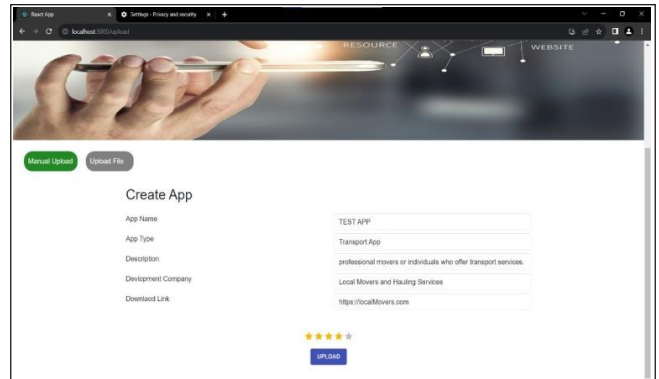 React App
Settings - Privacy and security
localhost:3000/upload
RESOURCE
WEBSITE
Manual Upload
Upload File
Create App
App Name
TEST APP
App Type
Transport App
Description
professional movers or individuals who offer transport services.
Devlopment Company
Local Movers and Hauling Services
Downlaod Link
https://localMovers.com
UPLOAD